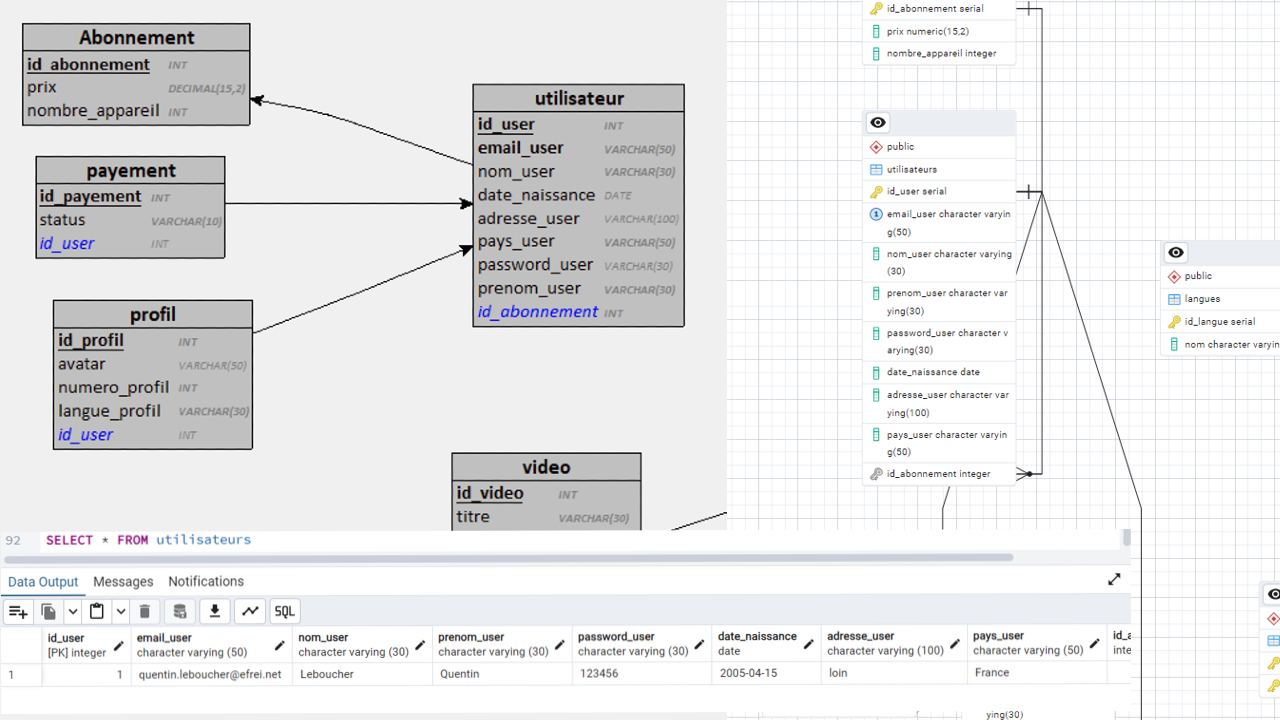 Abonnement
id_abonnement INT
prix DECIMAL(15,2)
nombre_appareil INT
payement
id_payement INT
status VARCHAR(10)
id_user INT
profil
id_profil INT
avatar VARCHAR(50)
numero_profil INT
langue_profil VARCHAR(30)
id_user INT
utilisateur
id_user INT
email_user VARCHAR(50)
nom_user VARCHAR(30)
date_naissance DATE
adresse_user VARCHAR(100)
pays_user VARCHAR(50)
password_user VARCHAR(30)
prenom_user VARCHAR(30)
id_abonnement INT
video
id_video INT
titre VARCHAR(30)
id_abonnement serial
prix numeric(15,2)
nombre_appareil integer
public
utilisateurs
id_user serial
1 email_user character varyin
g(50)
nom_user character varying
(30)
prenom_user character var
ying(30)
password_user character v
arying(30)
date_naissance date
adresse_user character var
ying(100)
pays_user character varyin
g(50)
id_abonnement integer
public
langues
id_langue serial
nom character varyin
92 SELECT * FROM utilisateurs
Data Output Messages Notifications
SQL
id_user email_user nom_user prenom_user password_user date_naissance adresse_user pays_user id_a
[PK] integer character varying (50) character varying (30) character varying (30) character varying (30) date character varying (100) character varying (50) inte
1 1 quentin.leboucher@efrei.net Leboucher Quentin 123456 2005-04-15 loin France
ying(30)